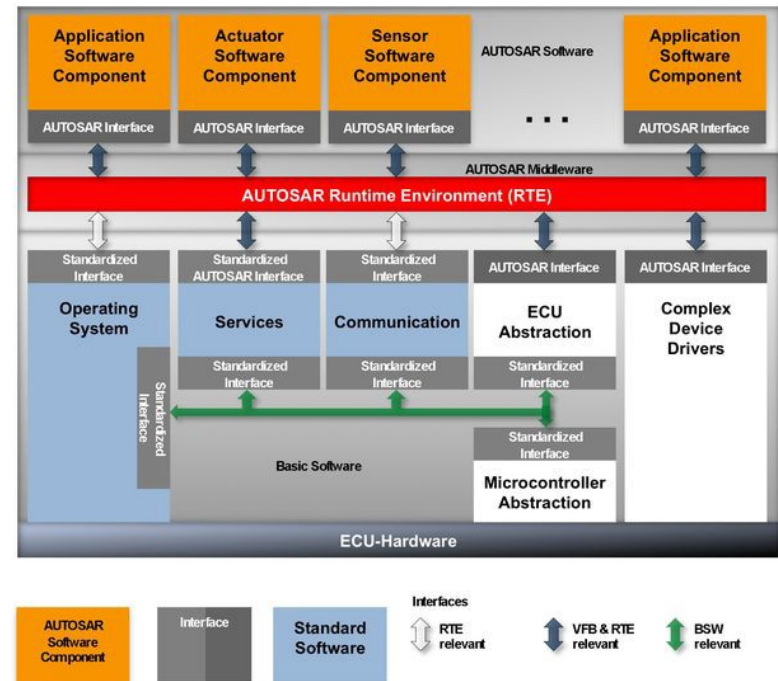 Application
Software
Component
AUTOSAR Interface
Actuator
Software
Component
AUTOSAR Interface
Sensor
Software
Component
AUTOSAR Interface
AUTOSAR Software
...
Application
Software
Component
AUTOSAR Interface
AUTOSAR Middleware
AUTOSAR Runtime Environment (RTE)
Standardized
Interface
Operating
System
Standardized
Interface
Standardized
AUTOSAR Interface
Services
Standardized
Interface
Standardized
Interface
Communication
Standardized
Interface
AUTOSAR Interface
ECU
Abstraction
Standardized
Interface
AUTOSAR Interface
Complex
Device
Drivers
Standardized
Interface
Microcontroller
Abstraction
Basic Software
ECU-Hardware
AUTOSAR
Software
Component
Interface
Standard
Software
Interfaces
RTE
relevant
VFB & RTE
relevant
BSW
relevant